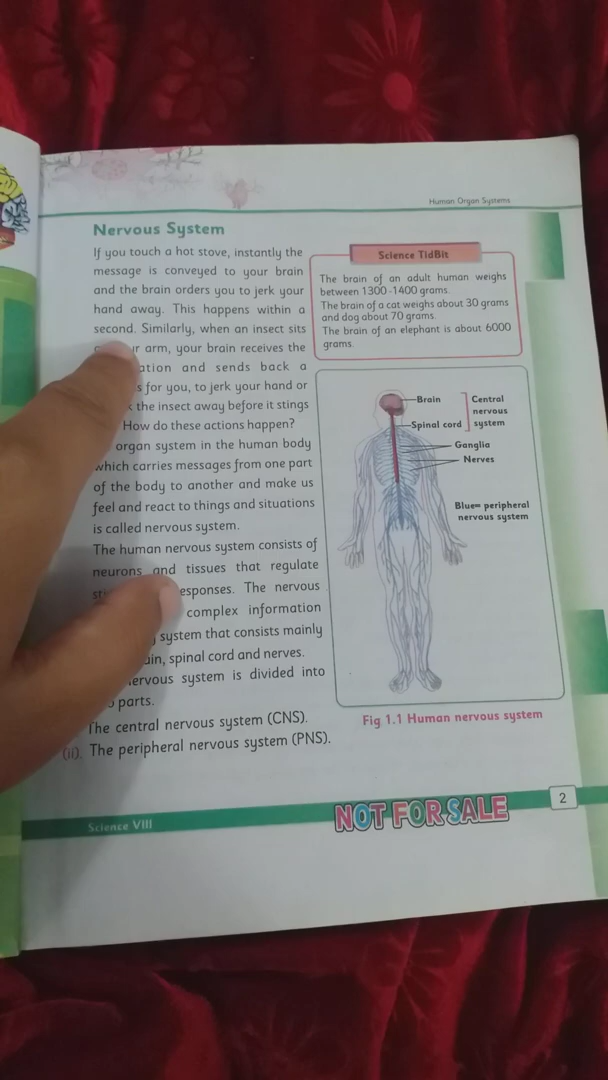 Human Organ Systems
Nervous System
If you touch a hot stove, instantly the
message is conveyed to your brain
and the brain orders you to jerk your
hand away. This happens within a
second. Similarly, when an insect sits
arm, your brain receives the
and sends back a
for you, to jerk your hand or
the insect away before it stings
How do these actions happen?
organ system in the human body
which carries messages from one part
of the body to another and make us
feel and react to things and situations
is called nervous system.
The human nervous system consists of
neurons and tissues that regulate
The nervous
complex information
system that consists mainly
spinal cord and nerves.
system is divided into
parts.
The central nervous system (CNS).
(ii). The peripheral nervous system (PNS).
Science TidBit
The brain of an adult human weighs
between 1300-1400 grams.
The brain of a cat weighs about 30 grams
and dog about 70 grams.
The brain of an elephant is about 6000
grams.
Brain
Spinal cord
Central
nervous
system
Ganglia
Nerves
Blue= peripheral
nervous system
Fig 1.1 Human nervous system
Science VIII
NOT FOR SALE
2